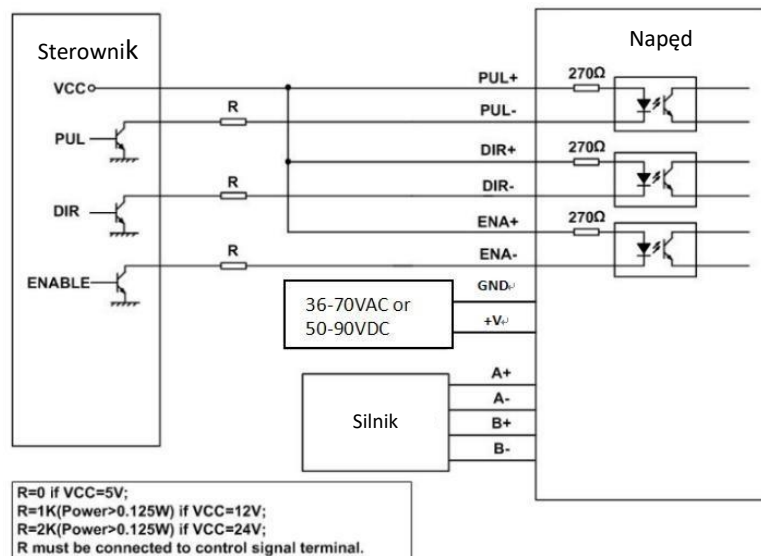 Sterownik
Napęd
VCC
PUL
DIR
ENABLE
R
R
R
PUL+
PUL-
DIR+
DIR-
ENA+
ENA-
GND
+V
270Ω
270Ω
270Ω
36-70VAC or
50-90VDC
Silnik
A+
A-
B+
B-
R=0 if VCC=5V;
R=1K(Power>0.125W) if VCC=12V;
R=2K(Power>0.125W) if VCC=24V;
R must be connected to control signal terminal.